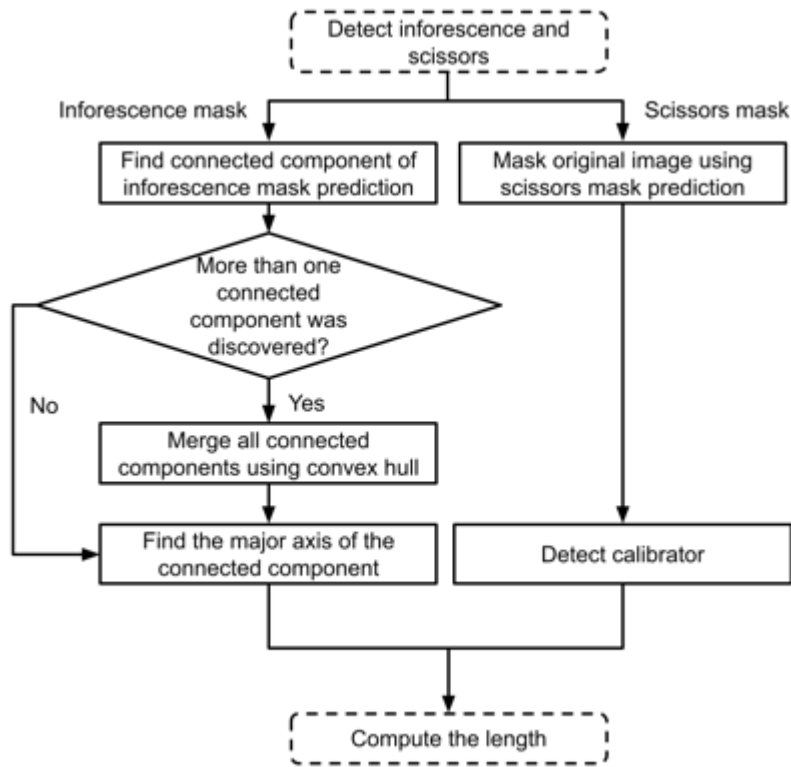 Detect inforescence and
scissors
Inforescence mask
Scissors mask
Find connected component of
inforescence mask prediction
Mask original image using
scissors mask prediction
More than one
connected
component was
discovered?
No
Yes
Merge all connected
components using convex hull
Find the major axis of the
connected component
Detect calibrator
Compute the length